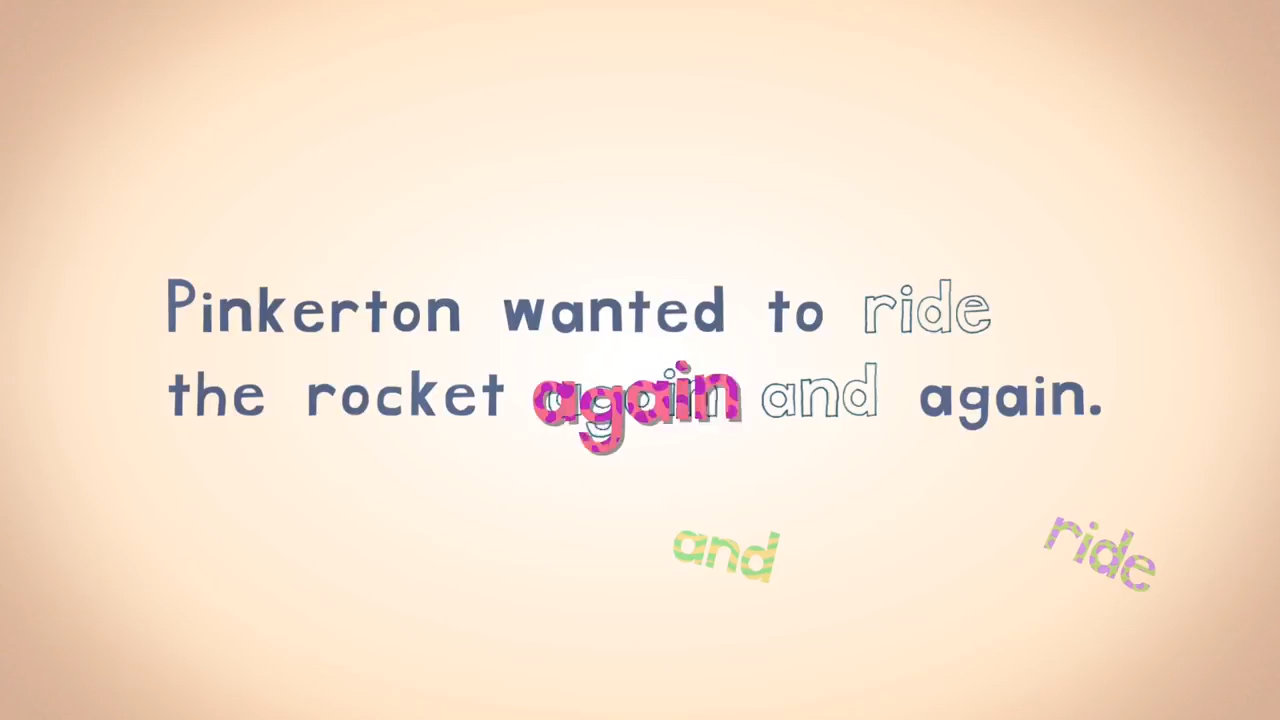 Pinkerton wanted to ride
the rocket again and again.
and
ride